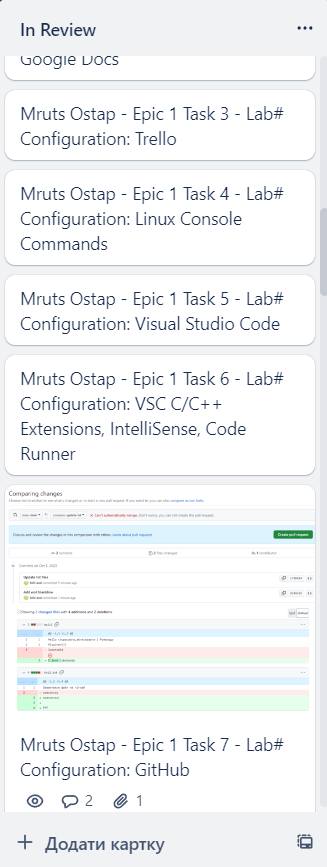 In Review
Google Docs
Mruts Ostap - Epic 1 Task 3 - Lab#
Configuration: Trello
Mruts Ostap - Epic 1 Task 4 - Lab#
Configuration: Linux Console
Commands
Mruts Ostap - Epic 1 Task 5 - Lab#
Configuration: Visual Studio Code
Mruts Ostap - Epic 1 Task 6 - Lab#
Configuration: VSC C/C++
Extensions, IntelliSense, Code
Runner
Comparing changes
Create pull request
Mruts Ostap - Epic 1 Task 7 - Lab#
Configuration: GitHub
2 1
Додати картку